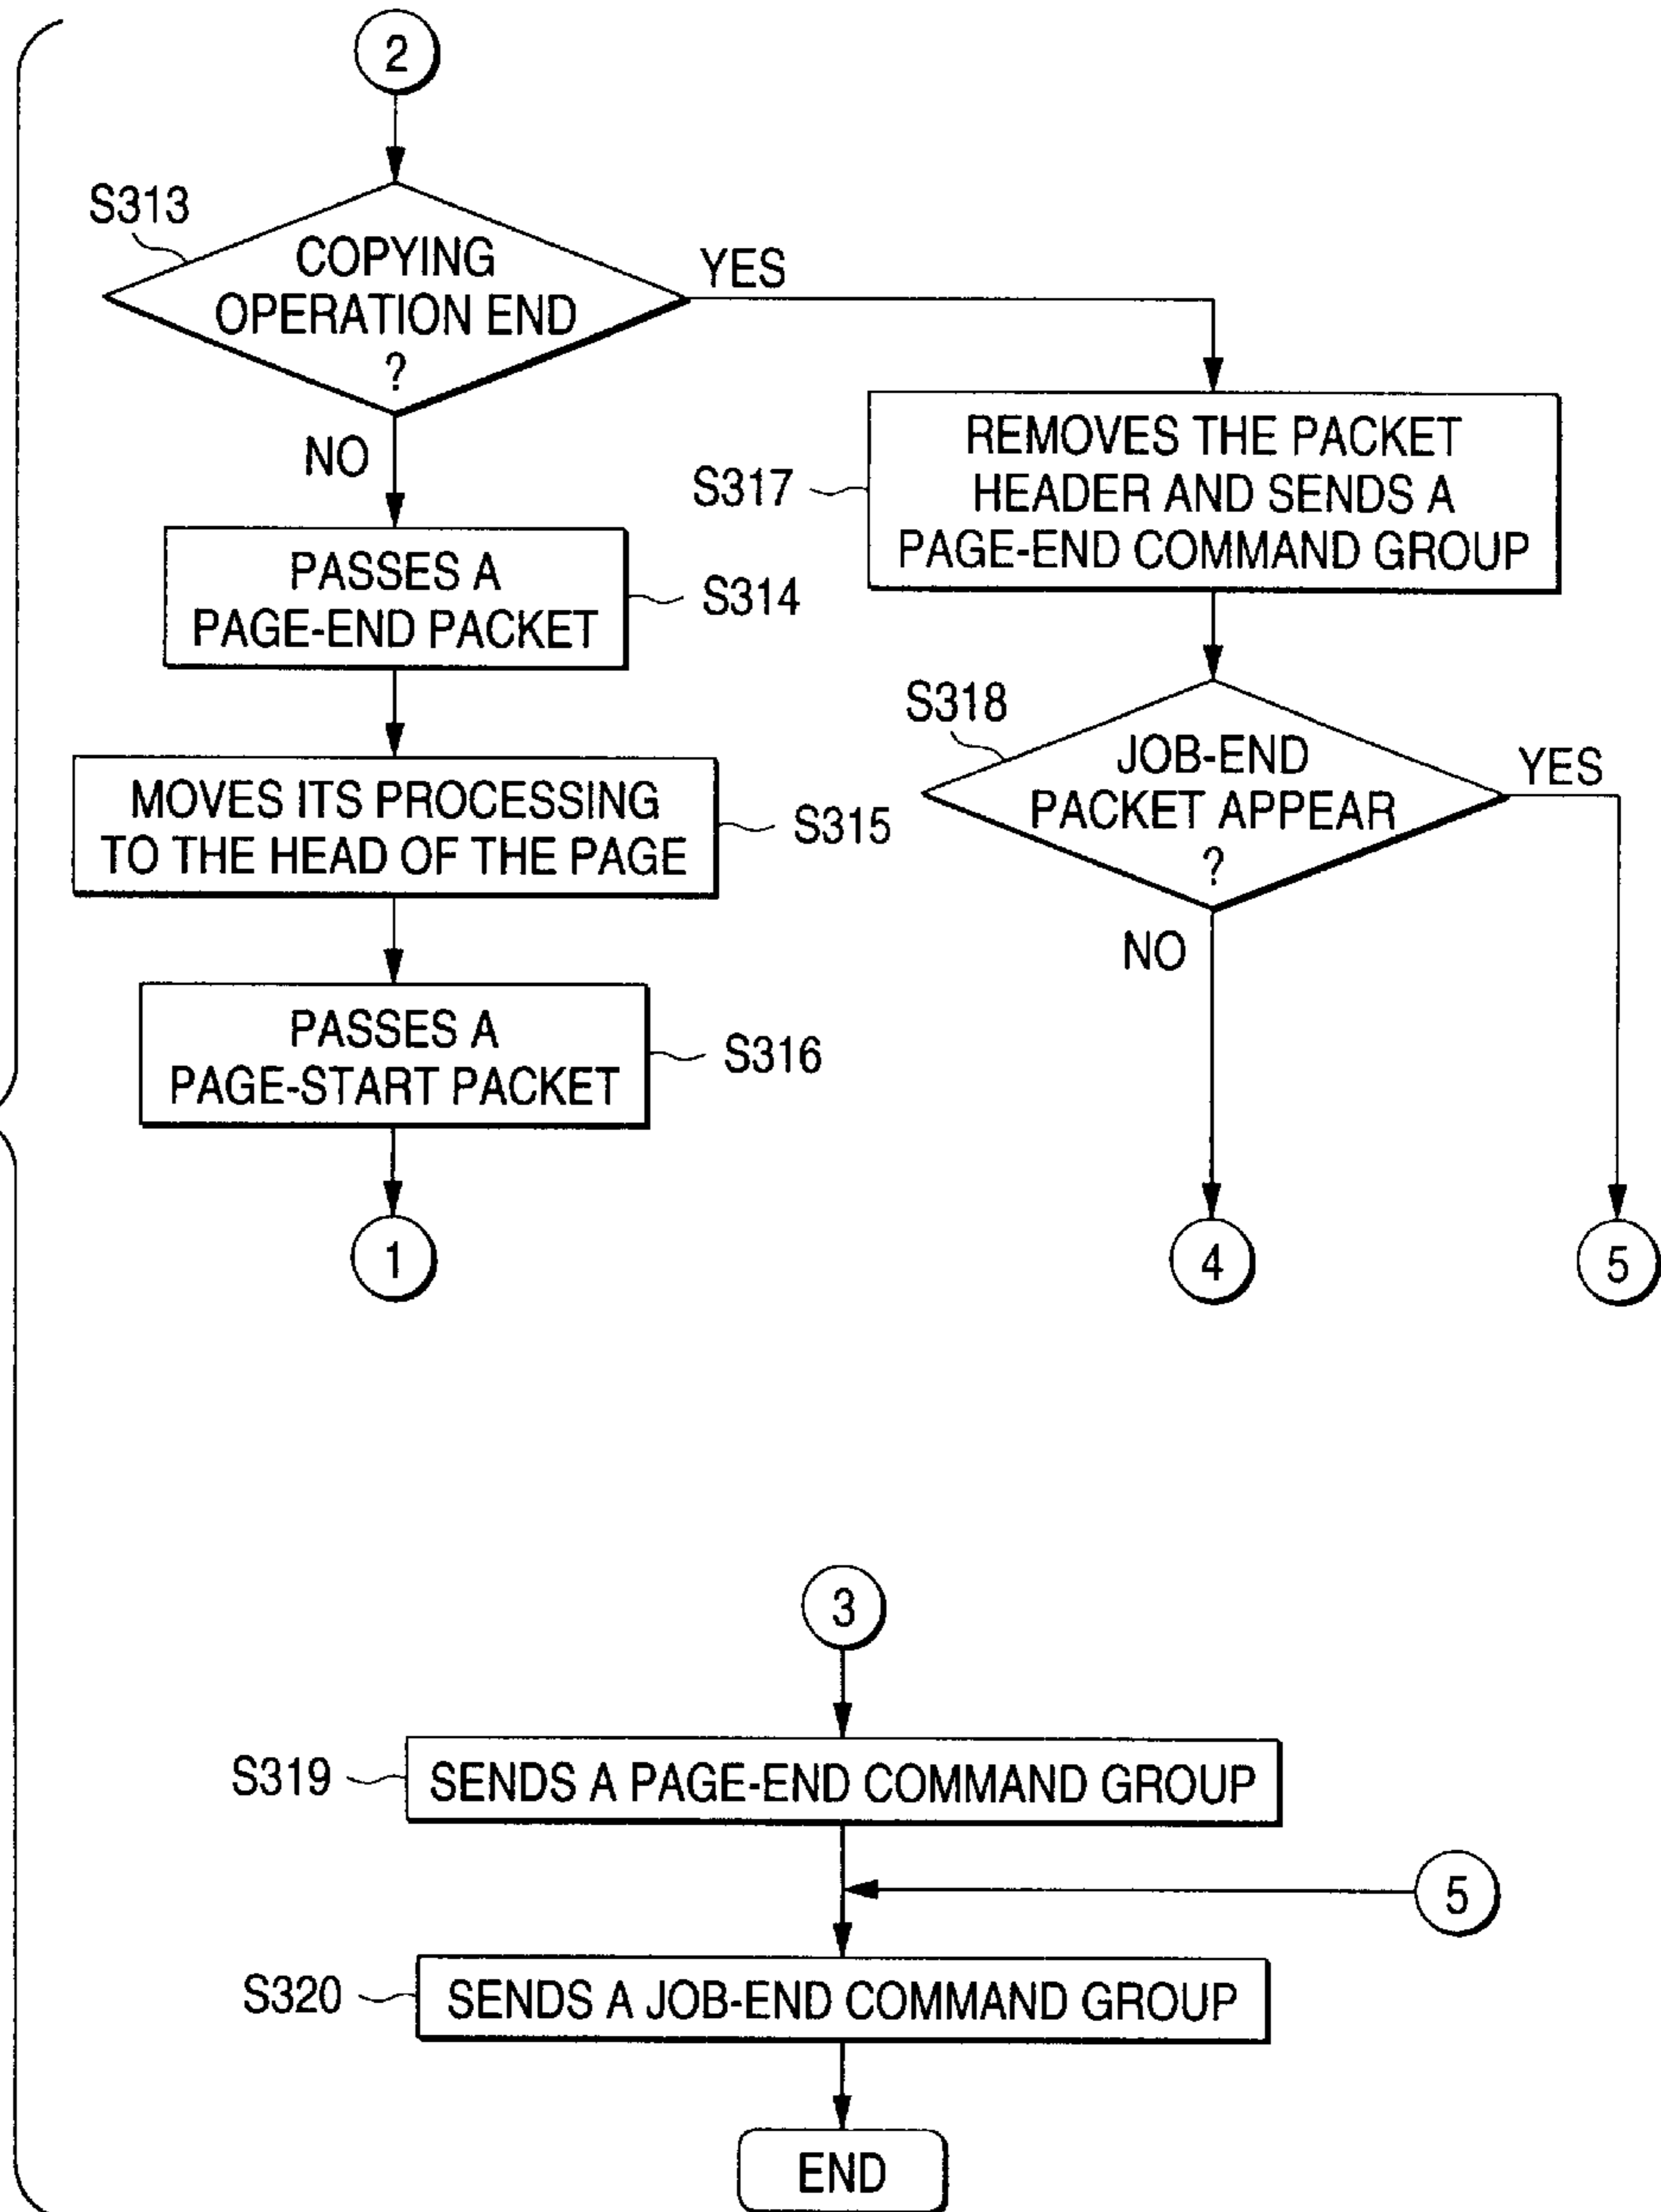 2
S313
COPYING
OPERATION END
?
YES
NO
S314
PASSES A
PAGE-END PACKET
S315
MOVES ITS PROCESSING
TO THE HEAD OF THE PAGE
S316
PASSES A
PAGE-START PACKET
1
S317
REMOVES THE PACKET
HEADER AND SENDS A
PAGE-END COMMAND GROUP
S318
JOB-END
PACKET APPEAR
?
YES
NO
4
5
3
S319
SENDS A PAGE-END COMMAND GROUP
5
S320
SENDS A JOB-END COMMAND GROUP
END